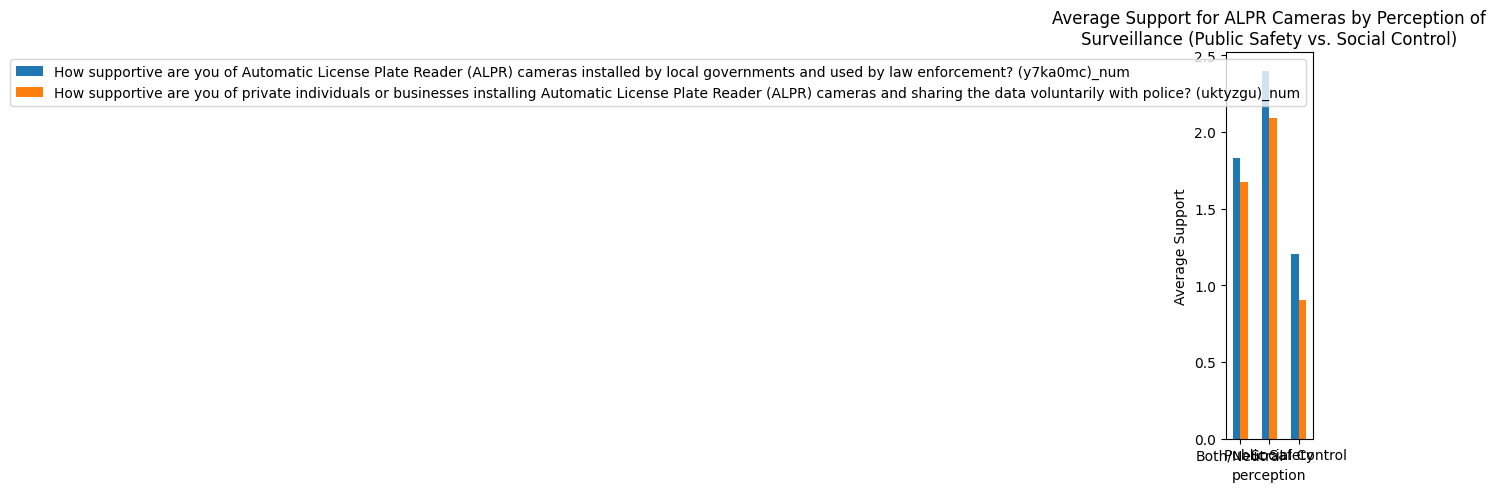 Average Support for ALPR Cameras by Perception of
Surveillance (Public Safety vs. Social Control)
How supportive are you of Automatic License Plate Reader (ALPR) cameras installed by local governments and used by law enforcement? (y7ka0mc)_num
How supportive are you of private individuals or businesses installing Automatic License Plate Reader (ALPR) cameras and sharing the data voluntarily with police? (uktyzgu)_num
2.5
2.0
1.5
1.0
0.5
0.0
Average Support
Both/Neutral Public Safety Social Control
perception